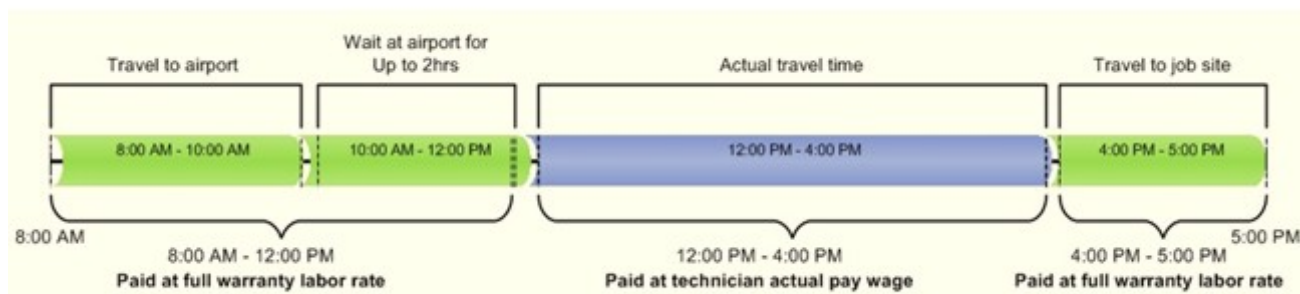 Travel to airport
Wait at airport for
Up to 2hrs
Actual travel time
Travel to job site
8:00 AM - 10:00 AM
10:00 AM - 12:00 PM
12:00 PM - 4:00 PM
4:00 PM - 5:00 PM
8:00 AM
5:00 PM
8:00 AM - 12:00 PM
Paid at full warranty labor rate
12:00 PM - 4:00 PM
Paid at technician actual pay wage
4:00 PM - 5:00 PM
Paid at full warranty labor rate